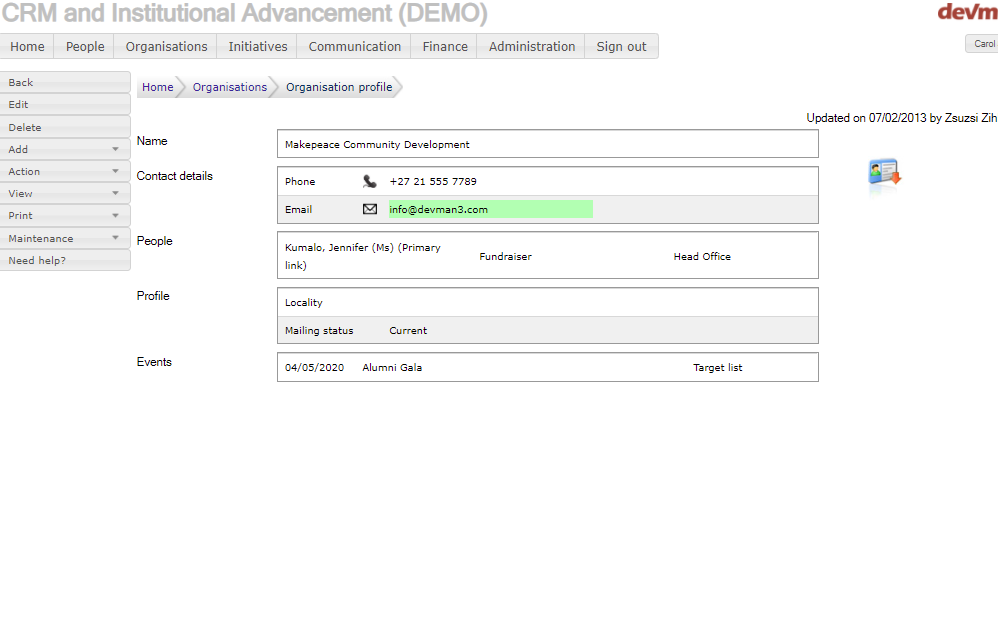 CRM and Institutional Advancement (DEMO)
devm
Home People Organisations Initiatives Communication Finance Administration Sign out
Carol
Back
Edit
Delete
Add
Action
View
Print
Maintenance
Need help?
Home Organisations Organisation profile
Updated on 07/02/2013 by Zsuzsi Zih
Name
Makepeace Community Development
Contact details
Phone +27 21 555 7789
Email info@devman3.com
People
Kumalo, Jennifer (Ms) (Primary
link)
Fundraiser
Head Office
Profile
Locality
Mailing status Current
Events
04/05/2020 Alumni Gala Target list